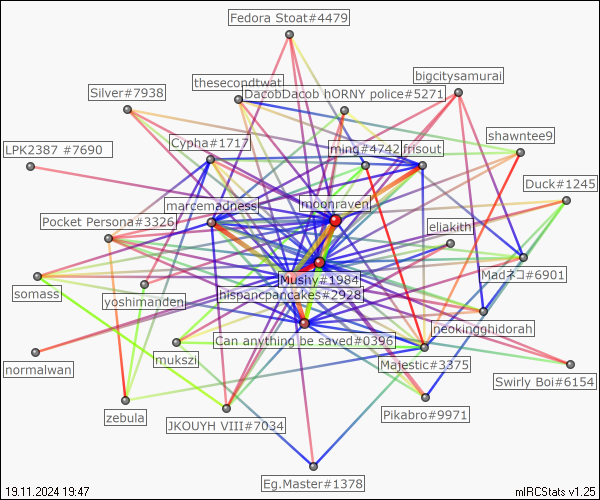 Fedora Stoat#4479
bigcitysamurai
thesecondtwat
Silver#7938
DacobDacob hORNY police#5271
shawntee9
Cypha#1717
ming#4742
frisout
LPK2387 #7690
Duck#1245
marcemadness
moonraven
Pocket Persona#3326
eliakith
Mushy#1984
Madネコ#6901
somass
yoshimanden
hispancpancakes#2928
neokingghidorah
Can anything be saved#0396
normalwan
mukszi
Majestic#3375
Swirly Boi#6154
zebula
JKOUYH VIII#7034
Pikabro#9971
Eg.Master#1378
19.11.2024 19:47
mIRCStats v1.25